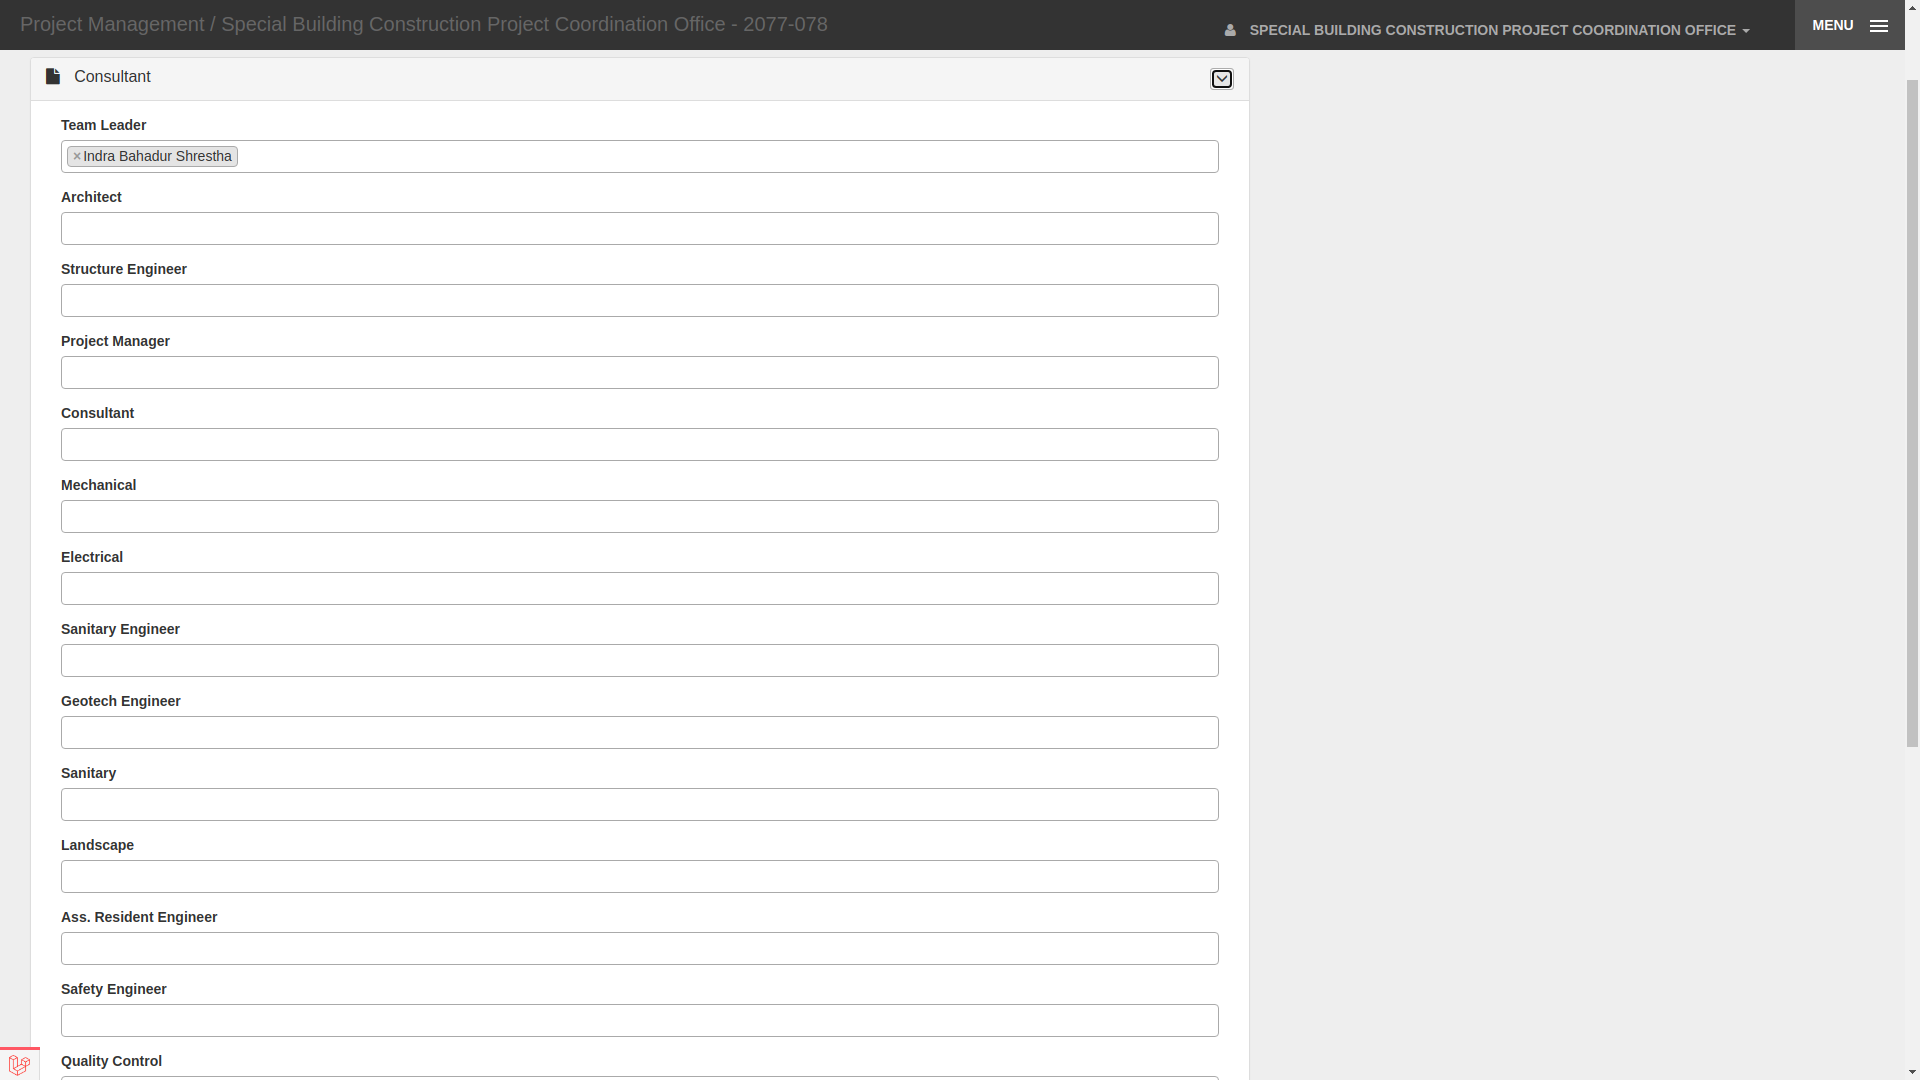 Project Management / Special Building Construction Project Coordination Office - 2077-078
SPECIAL BUILDING CONSTRUCTION PROJECT COORDINATION OFFICE
MENU
Consultant
Team Leader
×Indra Bahadur Shrestha
Architect
Structure Engineer
Project Manager
Consultant
Mechanical
Electrical
Sanitary Engineer
Geotech Engineer
Sanitary
Landscape
Ass. Resident Engineer
Safety Engineer
Quality Control